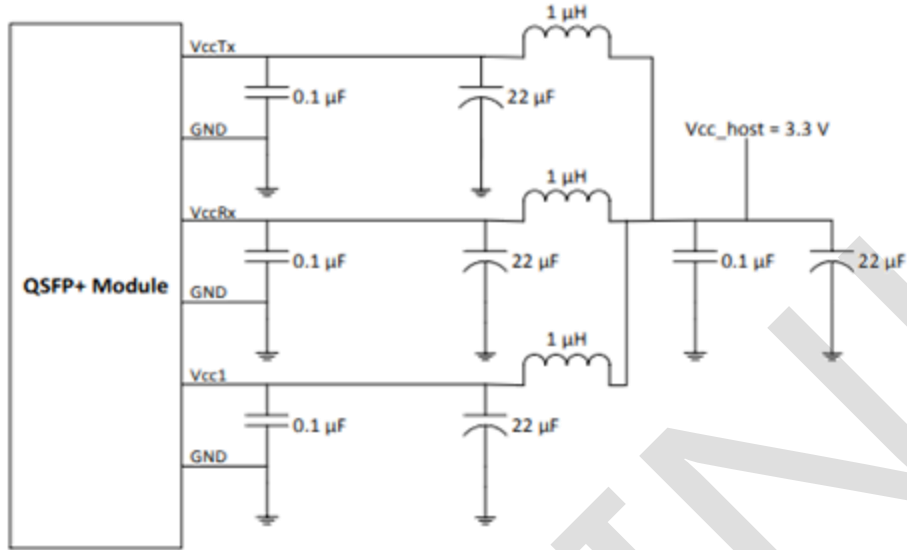 1 µH
VccTx
0.1 µF
22 µF
GND
Vcc_host = 3.3 V
1 µH
VccRx
0.1 µF
22 µF
0.1 µF
22 µF
QSFP+ Module
GND
1 µH
Vcc1
0.1 µF
22 µF
GND